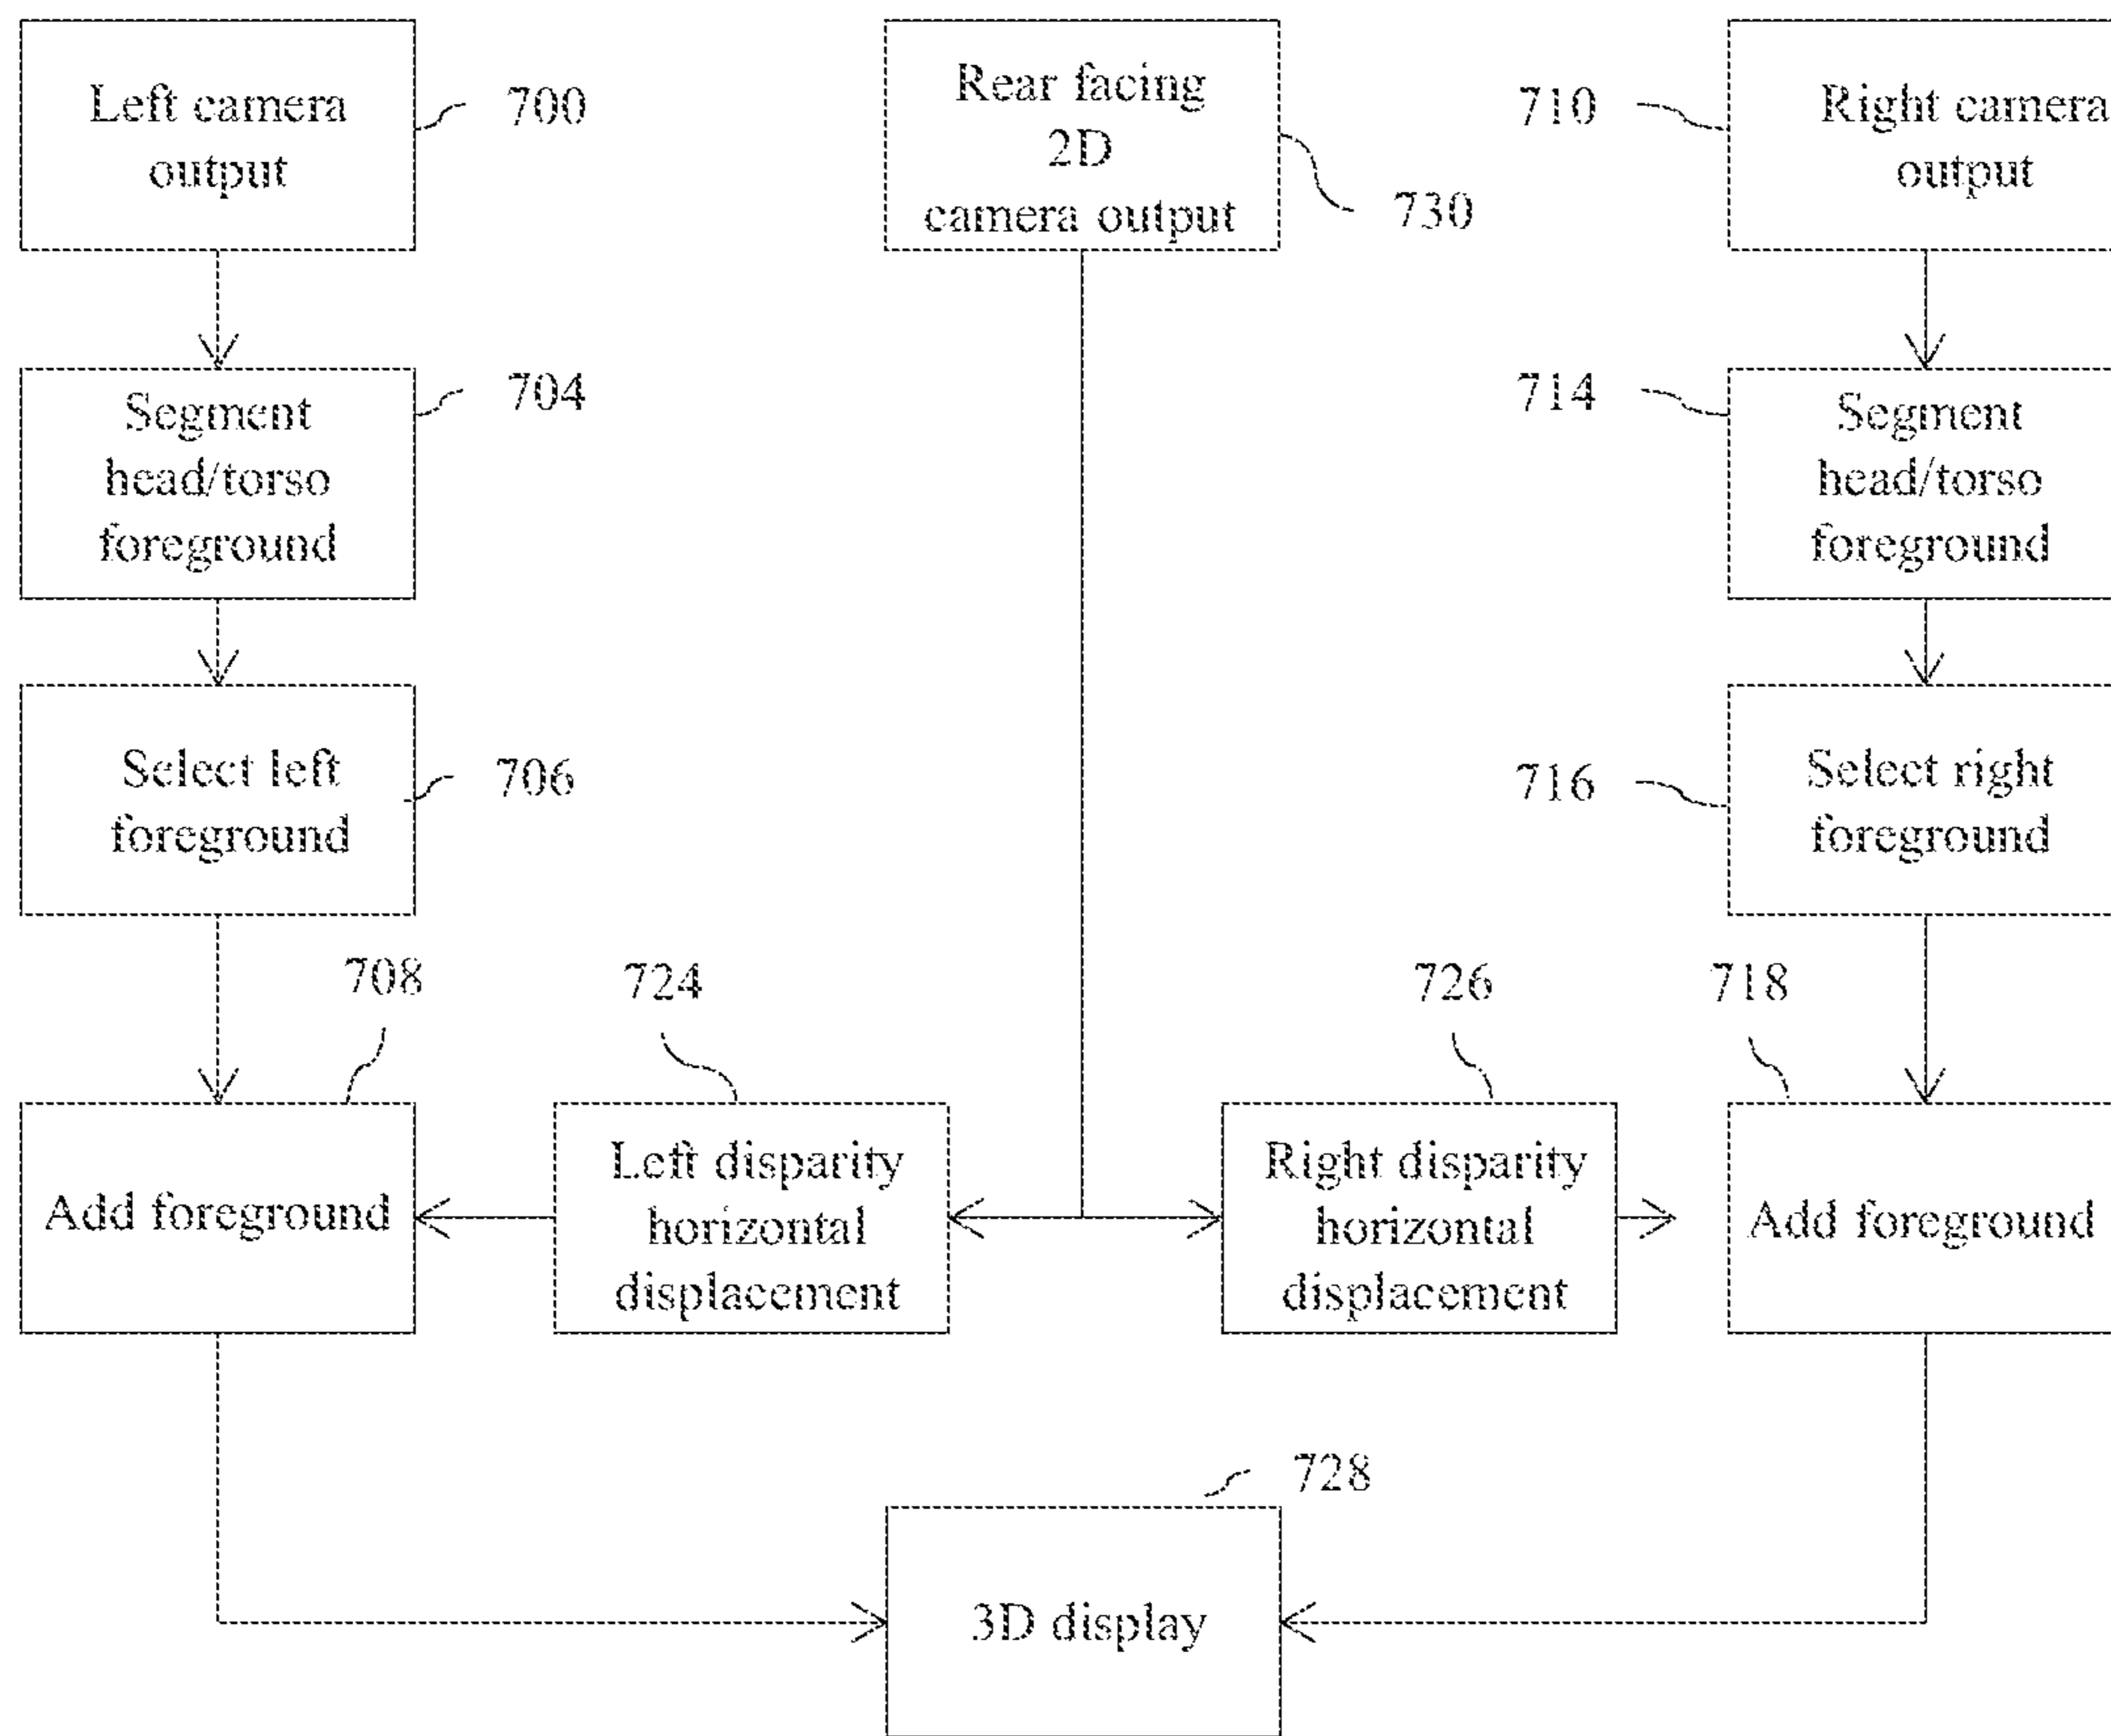 Left camera
output
700
Rear facing
2D
camera output
730
710
Right camera
output
Segment
head/torso
foreground
704
714
Segment
head/torso
foreground
Select left
foreground
706
716
Select right
foreground
708
724
726
718
Add foreground
Left disparity
horizontal
displacement
Right disparity
horizontal
displacement
Add foreground
728
3D display